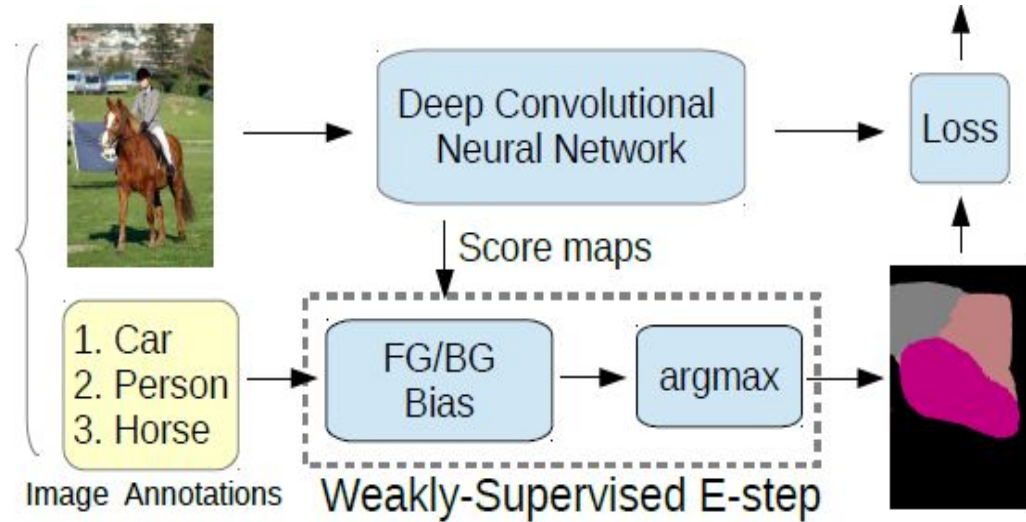 Deep Convolutional
Neural Network
Loss
Score maps
1. Car
2. Person
3. Horse
FG/BG
Bias
argmax
Image Annotations
Weakly-Supervised E-step